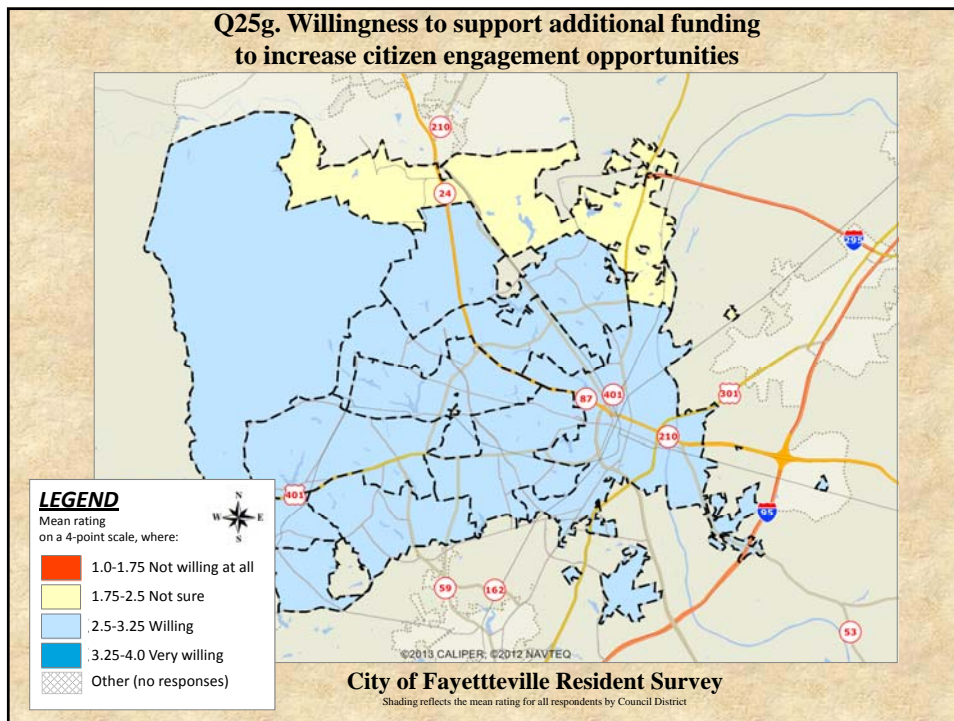 Q25g. Willingness to support additional funding
to increase citizen engagement opportunities
210
24
295
301
87
401
210
401
95
59
162
53
LEGEND
N
W E
S
Mean rating
on a 4-point scale, where:
1.0-1.75 Not willing at all
1.75-2.5 Not sure
2.5-3.25 Willing
3.25-4.0 Very willing
Other (no responses)
©2013 CALIPER; ©2012 NAVTEQ
City of Fayettteville Resident Survey
Shading reflects the mean rating for all respondents by Council District